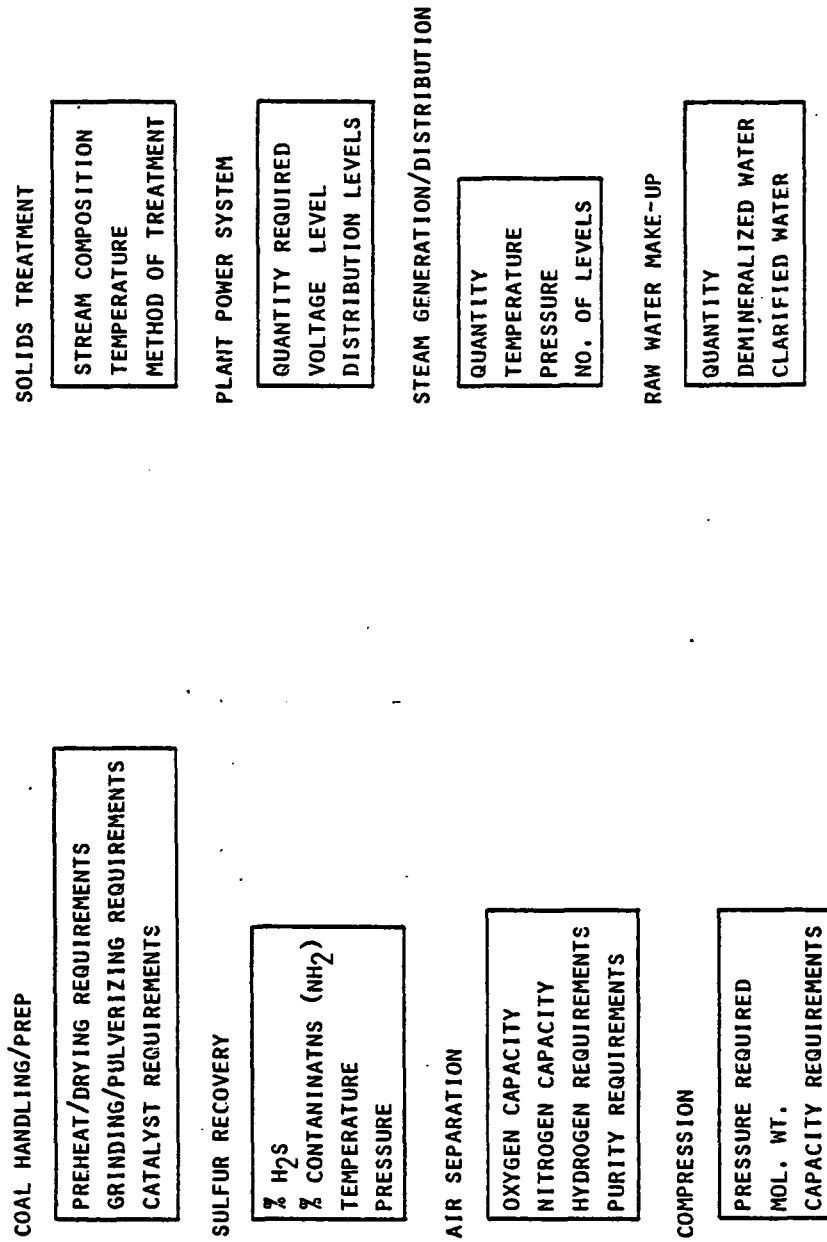 COAL HANDLING/PREP
PREHEAT/DRYING REQUIREMENTS
GRINDING/PULVERIZING REQUIREMENTS
CATALYST REQUIREMENTS
SULFUR RECOVERY
% H2S
% CONTANINATNS (NH2)
TEMPERATURE
PRESSURE
AIR SEPARATION
OXYGEN CAPACITY
NITROGEN CAPACITY
HYDROGEN REQUIREMENTS
PURITY REQUIREMENTS
COMPRESSION
PRESSURE REQUIRED
MOL. WT.
CAPACITY REQUIREMENTS
SOLIDS TREATMENT
STREAM COMPOSITION
TEMPERATURE
METHOD OF TREATMENT
PLANT POWER SYSTEM
QUANTITY REQUIRED
VOLTAGE LEVEL
DISTRIBUTION LEVELS
STEAM GENERATION/DISTRIBUTION
QUANTITY
TEMPERATURE
PRESSURE
NO. OF LEVELS
RAW WATER MAKE-UP
QUANTITY
DEMINERALIZED WATER
CLARIFIED WATER